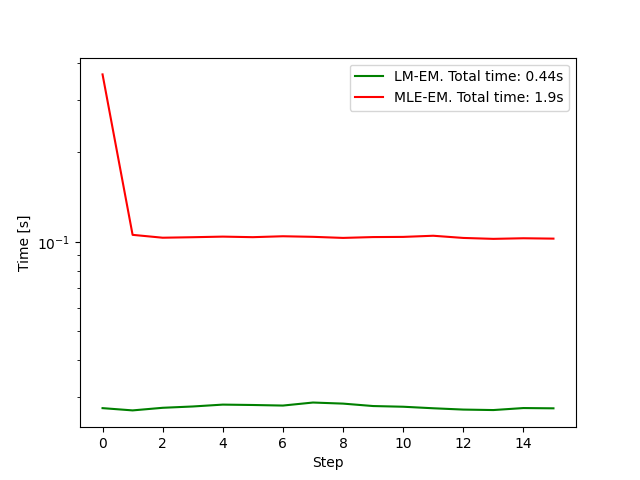 LM-EM. Total time: 0.44s
MLE-EM. Total time: 1.9s
Time [s]
10⁻¹
0 2 4 6 8 10 12 14
Step